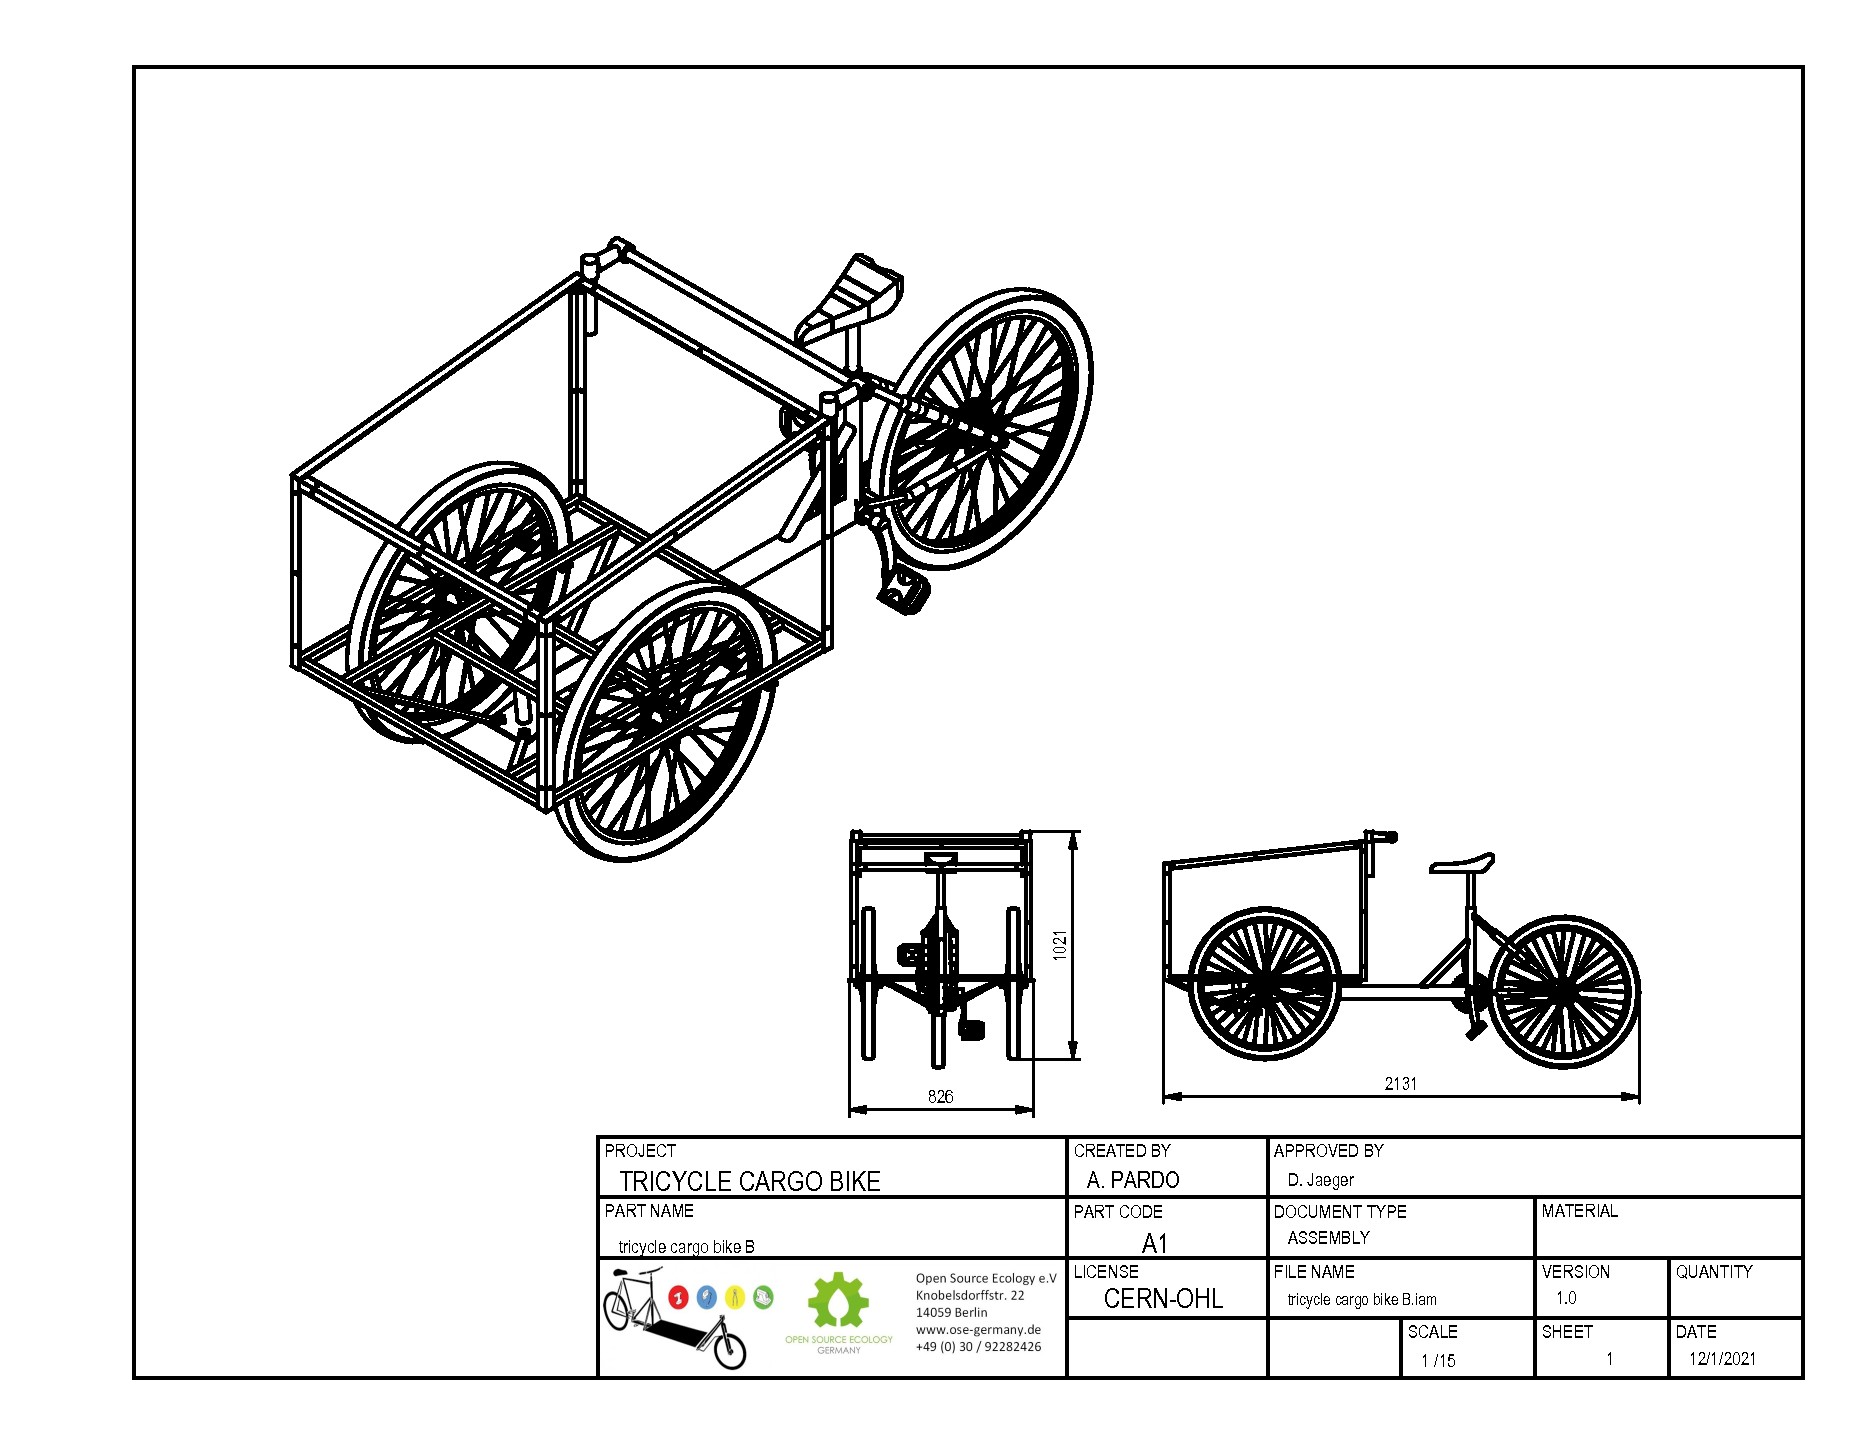 1021
826
2131
PROJECT
TRICYCLE CARGO BIKE
CREATED BY
A. PARDO
APPROVED BY
D. Jaeger
PART NAME
tricycle cargo bike B
PART CODE
A1
DOCUMENT TYPE
ASSEMBLY
MATERIAL
OPEN SOURCE ECOLOGY
GERMANY
Open Source Ecology e.V
Knobelsdorffstr. 22
14059 Berlin
www.ose-germany.de
+49 (0) 30 / 92282426
LICENSE
CERN-OHL
FILE NAME
tricycle cargo bike B.iam
VERSION
1.0
QUANTITY
SCALE
1 /15
SHEET
1
DATE
12/1/2021